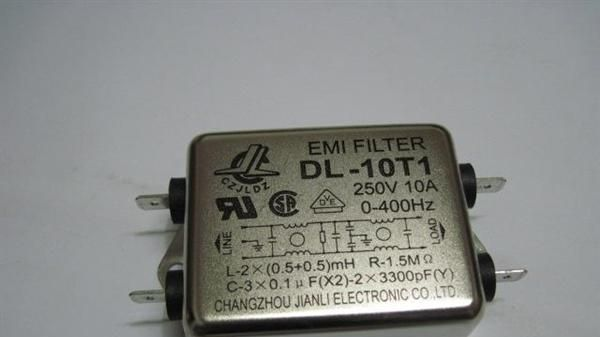 EMI FILTER
DL-10T1
CZJLDZ
250V 10A
0-400Hz
LINE
LOAD
L-2×(0.5+0.5)mH R-1.5MΩ
C-3×0.1μF(X2)-2×3300pF(Y)
CHANGZHOU JIANLI ELECTRONIC CO.,LTD